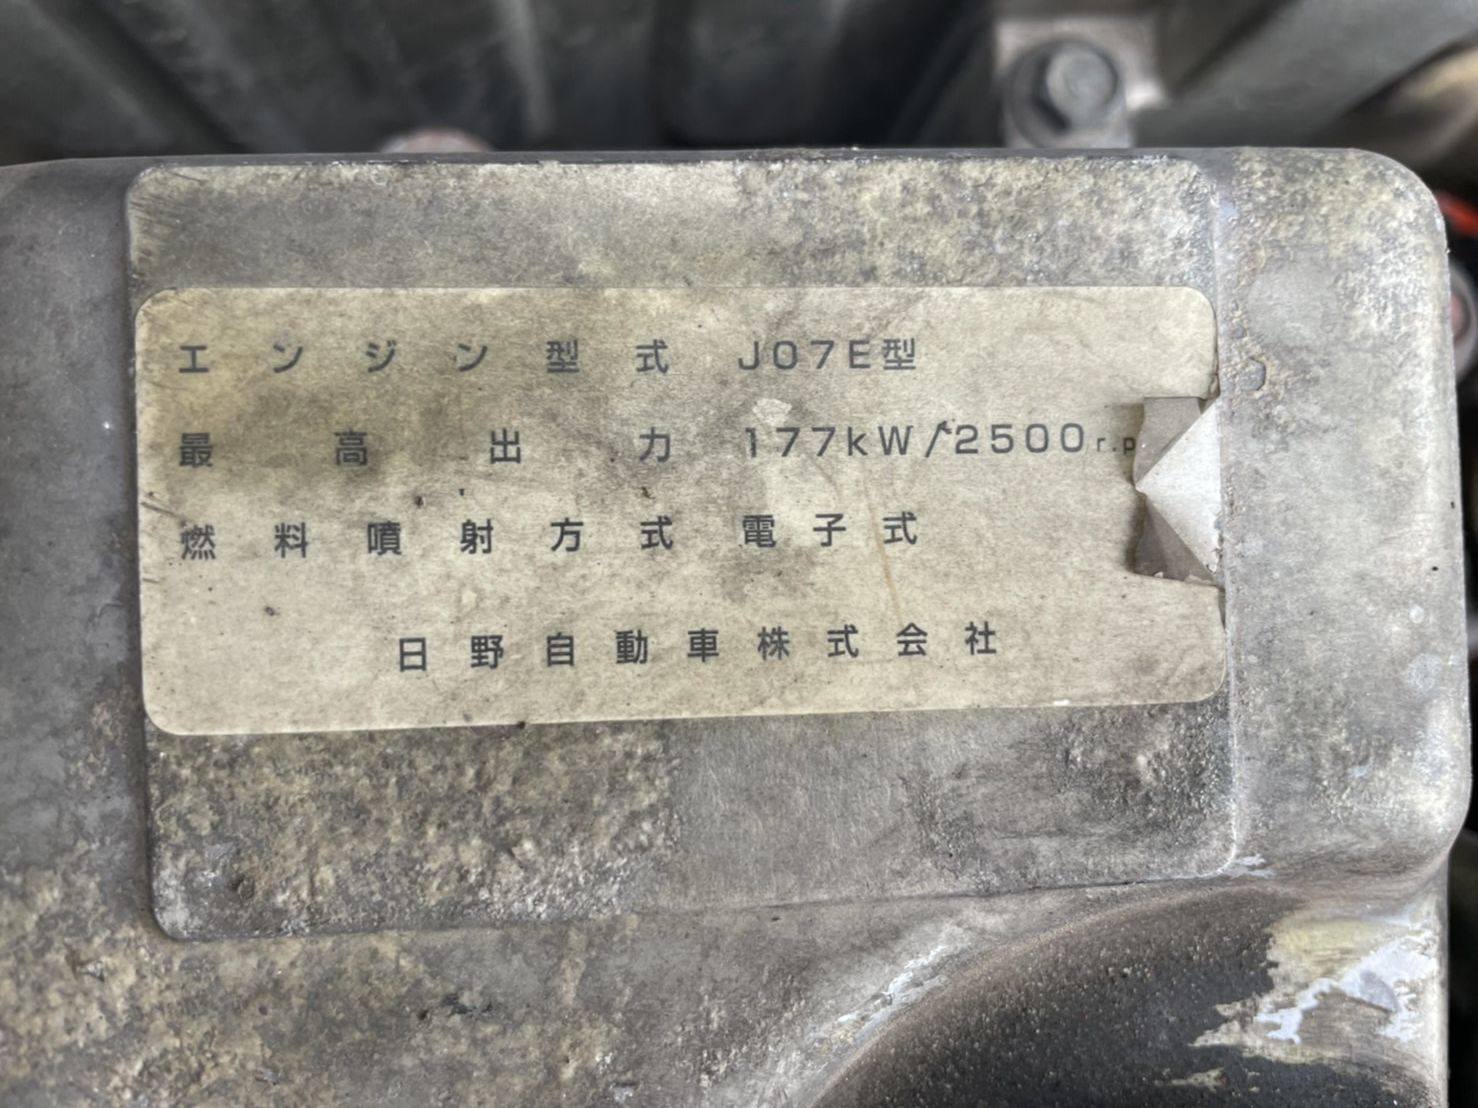 エンジン型式 J07E型
最高出力 177kW/2500r.p
燃料噴射方式 電子式
日野自動車株式会社